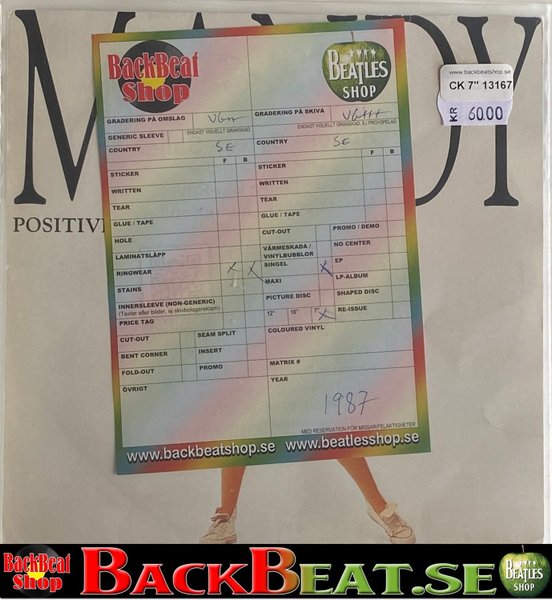 MANDY
POSITIVE
www.backbeatshop.se
CK 7" 13167
KR 60.00
BackBeat
Shop
BEATLES
SHOP
GRADERING PÅ OMSLAG VG++
GRADERING PÅ SKIVA VG++
ENDAST VISUELLT GRANSKAD
ENDAST VISUELLT GRANSKAD, EJ PROVSPELAD
GENERIC SLEEVE
COUNTRY SE
COUNTRY SE
F B
F B
STICKER
STICKER
WRITTEN
WRITTEN
TEAR
TEAR
GLUE / TAPE
GLUE / TAPE
HOLE
CUT-OUT
PROMO / DEMO
LAMINATSLÄPP
VÄRMESKADA /
VINYLBUBBLOR
NO CENTER
RINGWEAR X X
SINGEL X
EP
STAINS
MAXI
LP-ALBUM
INNERSLEEVE (NON-GENERIC)
(Texter eller bilder, ej skivbolagsreklam)
PICTURE DISC
SHAPED DISC
PRICE TAG
12" 10" 7" X
RE-ISSUE
CUT-OUT
SEAM SPLIT
COLOURED VINYL
BENT CORNER
INSERT
FOLD-OUT
PROMO
MATRIX #
ÖVRIGT
YEAR
1987
MED RESERVATION FÖR MISSAR/FELAKTIGHETER
www.backbeatshop.se www.beatlesshop.se
BackBeat
Shop
BACKBEAT.SE
BEATLES
SHOP